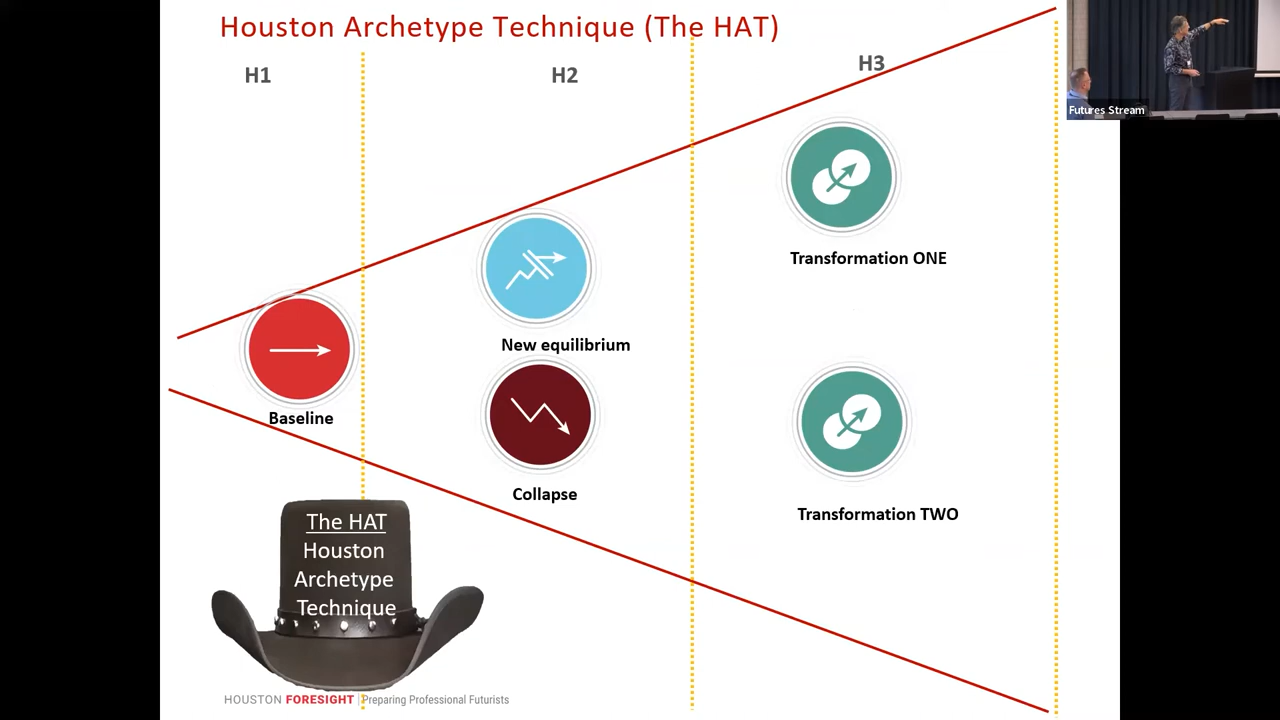 Houston Archetype Technique (The HAT)
H1
H2
H3
Futures Stream
Transformation ONE
New equilibrium
Baseline
Collapse
Transformation TWO
The HAT
Houston
Archetype
Technique
HOUSTON FORESIGHT | Preparing Professional Futurists